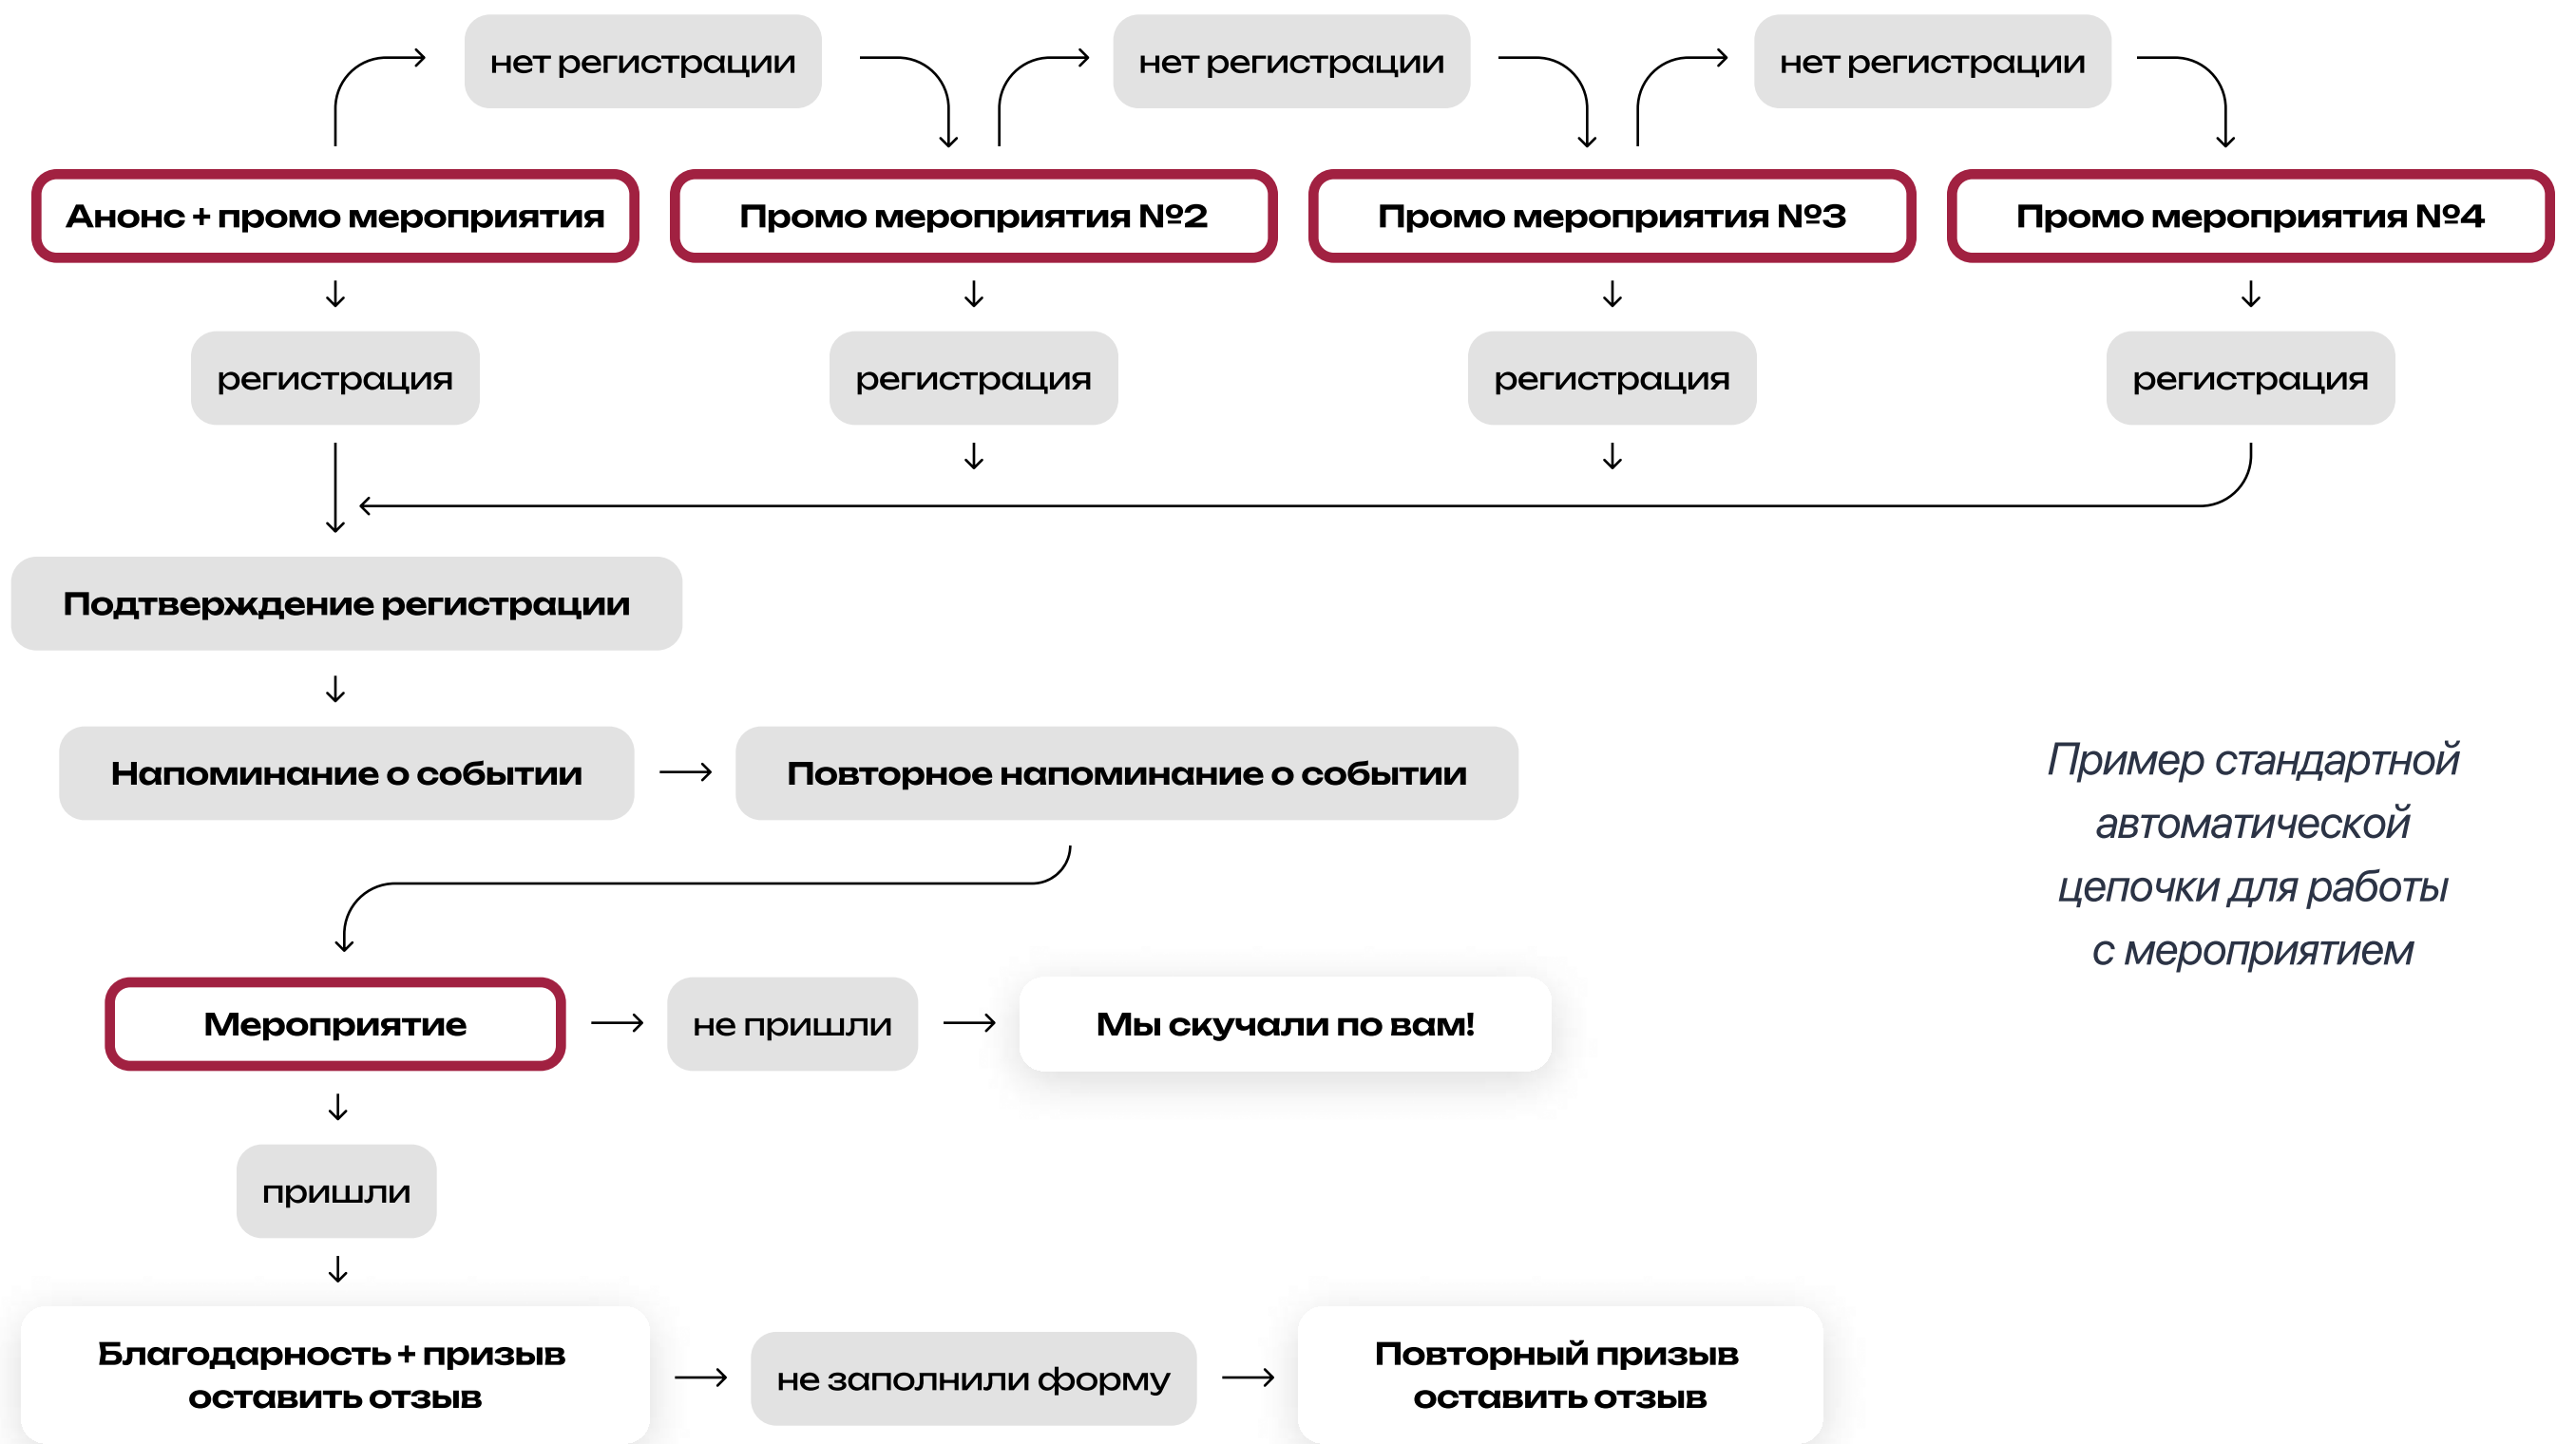 нет регистрации
нет регистрации
нет регистрации
Анонс + промо мероприятия
Промо мероприятия №2
Промо мероприятия №3
Промо мероприятия №4
регистрация
регистрация
регистрация
регистрация
Подтверждение регистрации
Напоминание о событии
Повторное напоминание о событии
Пример стандартной
автоматической
цепочки для работы
с мероприятием
Мероприятие
не пришли
Мы скучали по вам!
пришли
Благодарность + призыв
оставить отзыв
не заполнили форму
Повторный призыв
оставить отзыв